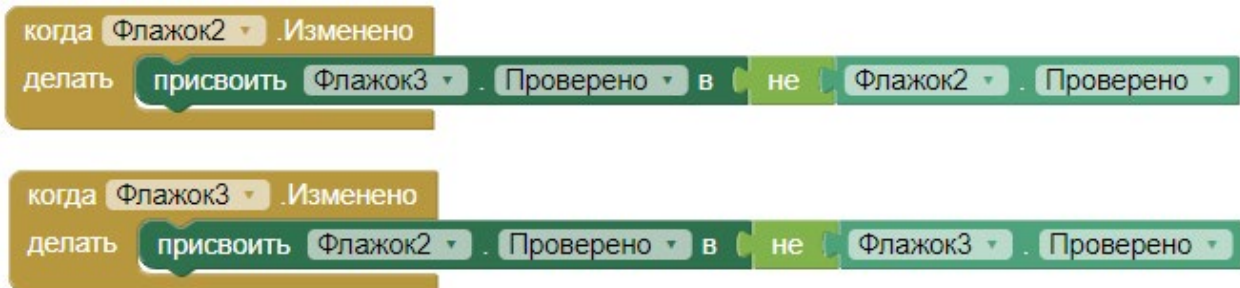 когда Флажок2 .Изменено
делать присвоить Флажок3 . Проверено в не Флажок2 . Проверено
когда Флажок3 .Изменено
делать присвоить Флажок2 . Проверено в не Флажок3 . Проверено